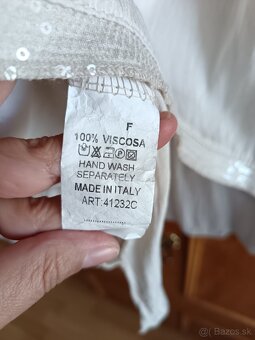 F
100% VISCOSA
HAND WASH
SEPARATELY
MADE IN ITALY
ART:41232C
© Bazos.sk